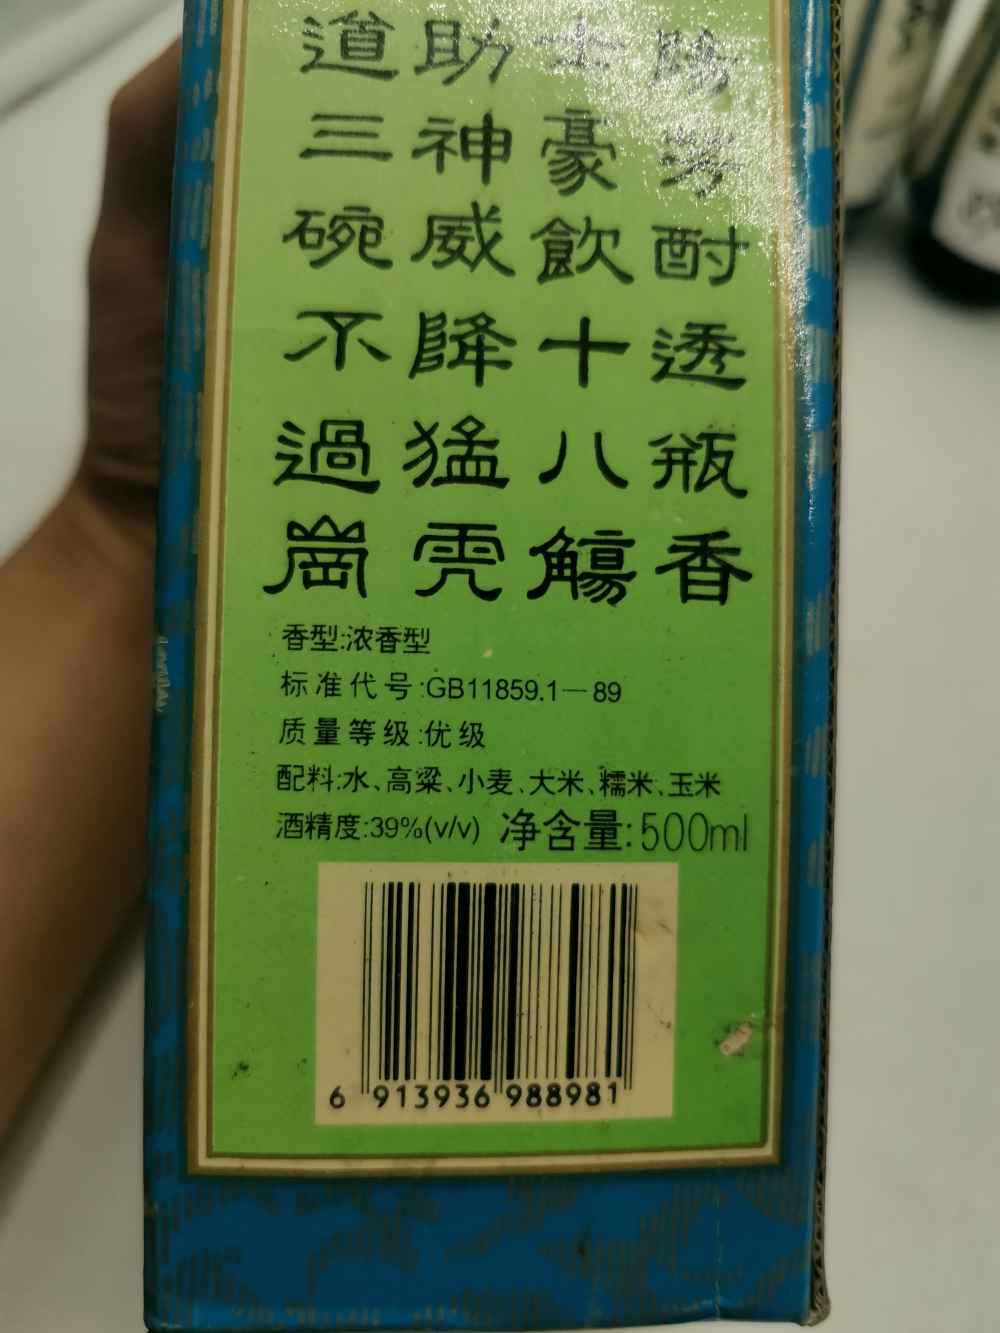 陽芳酎透瓶香
士豪飲十八觴
助神威降猛虎
道三碗不過崗
香型:浓香型
标准代号:GB11859.1—89
质量等级:优级
配料:水、高粱、小麦、大米、糯米、玉米
酒精度:39%(v/v) 净含量:500ml
6 913936 988981